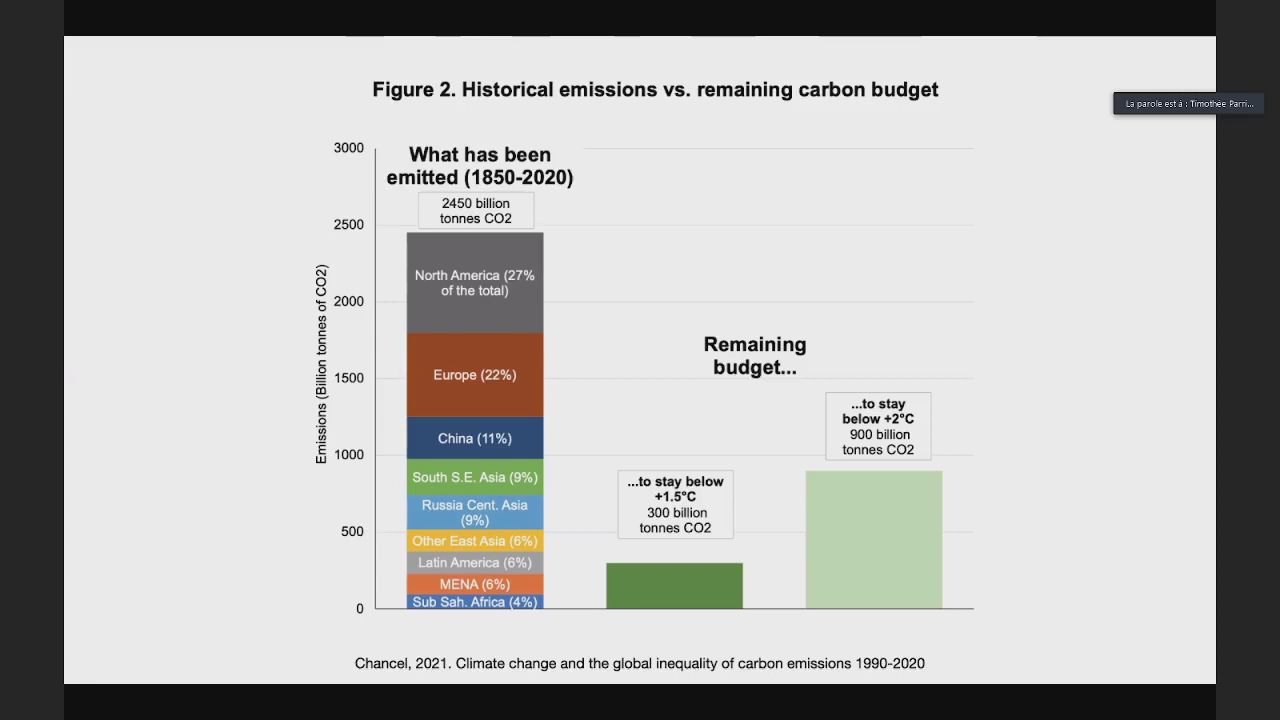 Figure 2. Historical emissions vs. remaining carbon budget
La parole est à : Timothée Parri...
3000
What has been
emitted (1850-2020)
2450 billion
tonnes CO2
2500
North America (27%
of the total)
2000
Emissions (Billion tonnes of CO2)
Remaining
budget...
Europe (22%)
1500
...to stay
below +2°C
900 billion
tonnes CO2
China (11%)
1000
South S.E. Asia (9%)
...to stay below
+1.5°C
300 billion
tonnes CO2
Russia Cent. Asia
(9%)
500
Other East Asia (6%)
Latin America (6%)
MENA (6%)
Sub Sah. Africa (4%)
0
Chancel, 2021. Climate change and the global inequality of carbon emissions 1990-2020